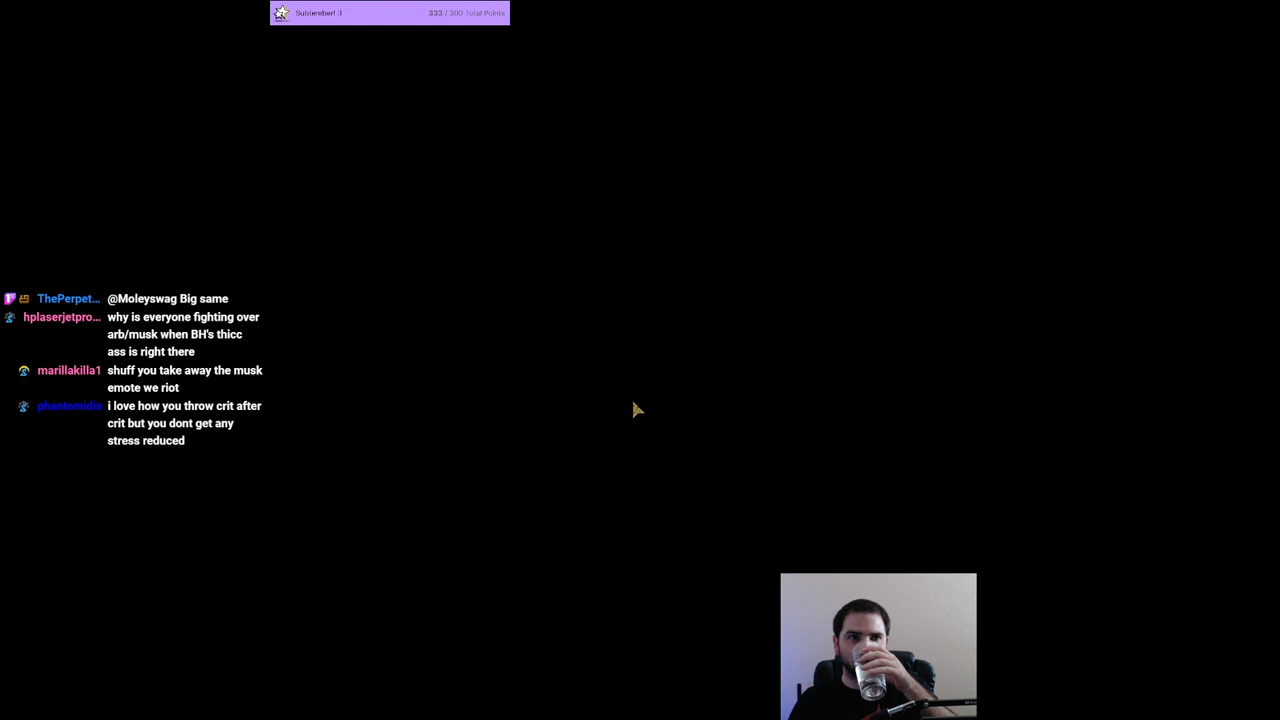 Subtember! :) 333 / 300 Total Points
ThePerpet... @Moleyswag Big same
hplaserjetpro... why is everyone fighting over
arb/musk when BH's thicc
ass is right there
marillakilla1 shuff you take away the musk
emote we riot
phantomidis i love how you throw crit after
crit but you dont get any
stress reduced